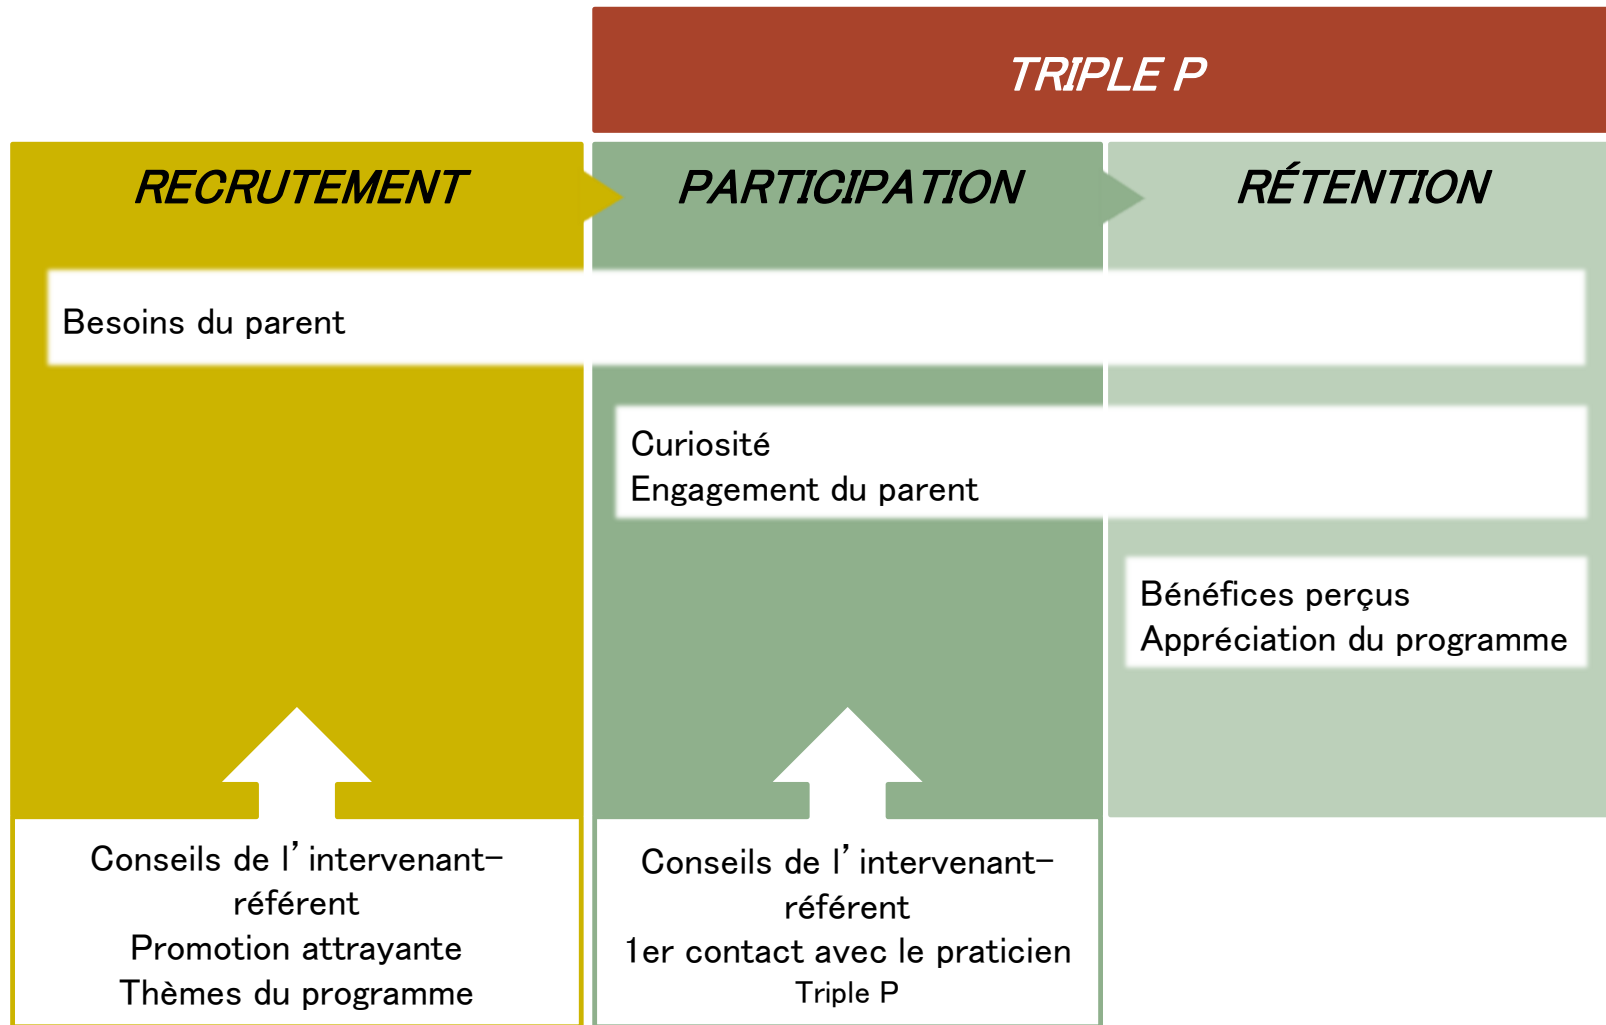 TRIPLE P
RECRUTEMENT
PARTICIPATION
RÉTENTION
Besoins du parent
Curiosité
Engagement du parent
Bénéfices perçus
Appréciation du programme
Conseils de l’intervenant-
référent
Promotion attrayante
Thèmes du programme
Conseils de l’intervenant-
référent
1er contact avec le praticien
Triple P